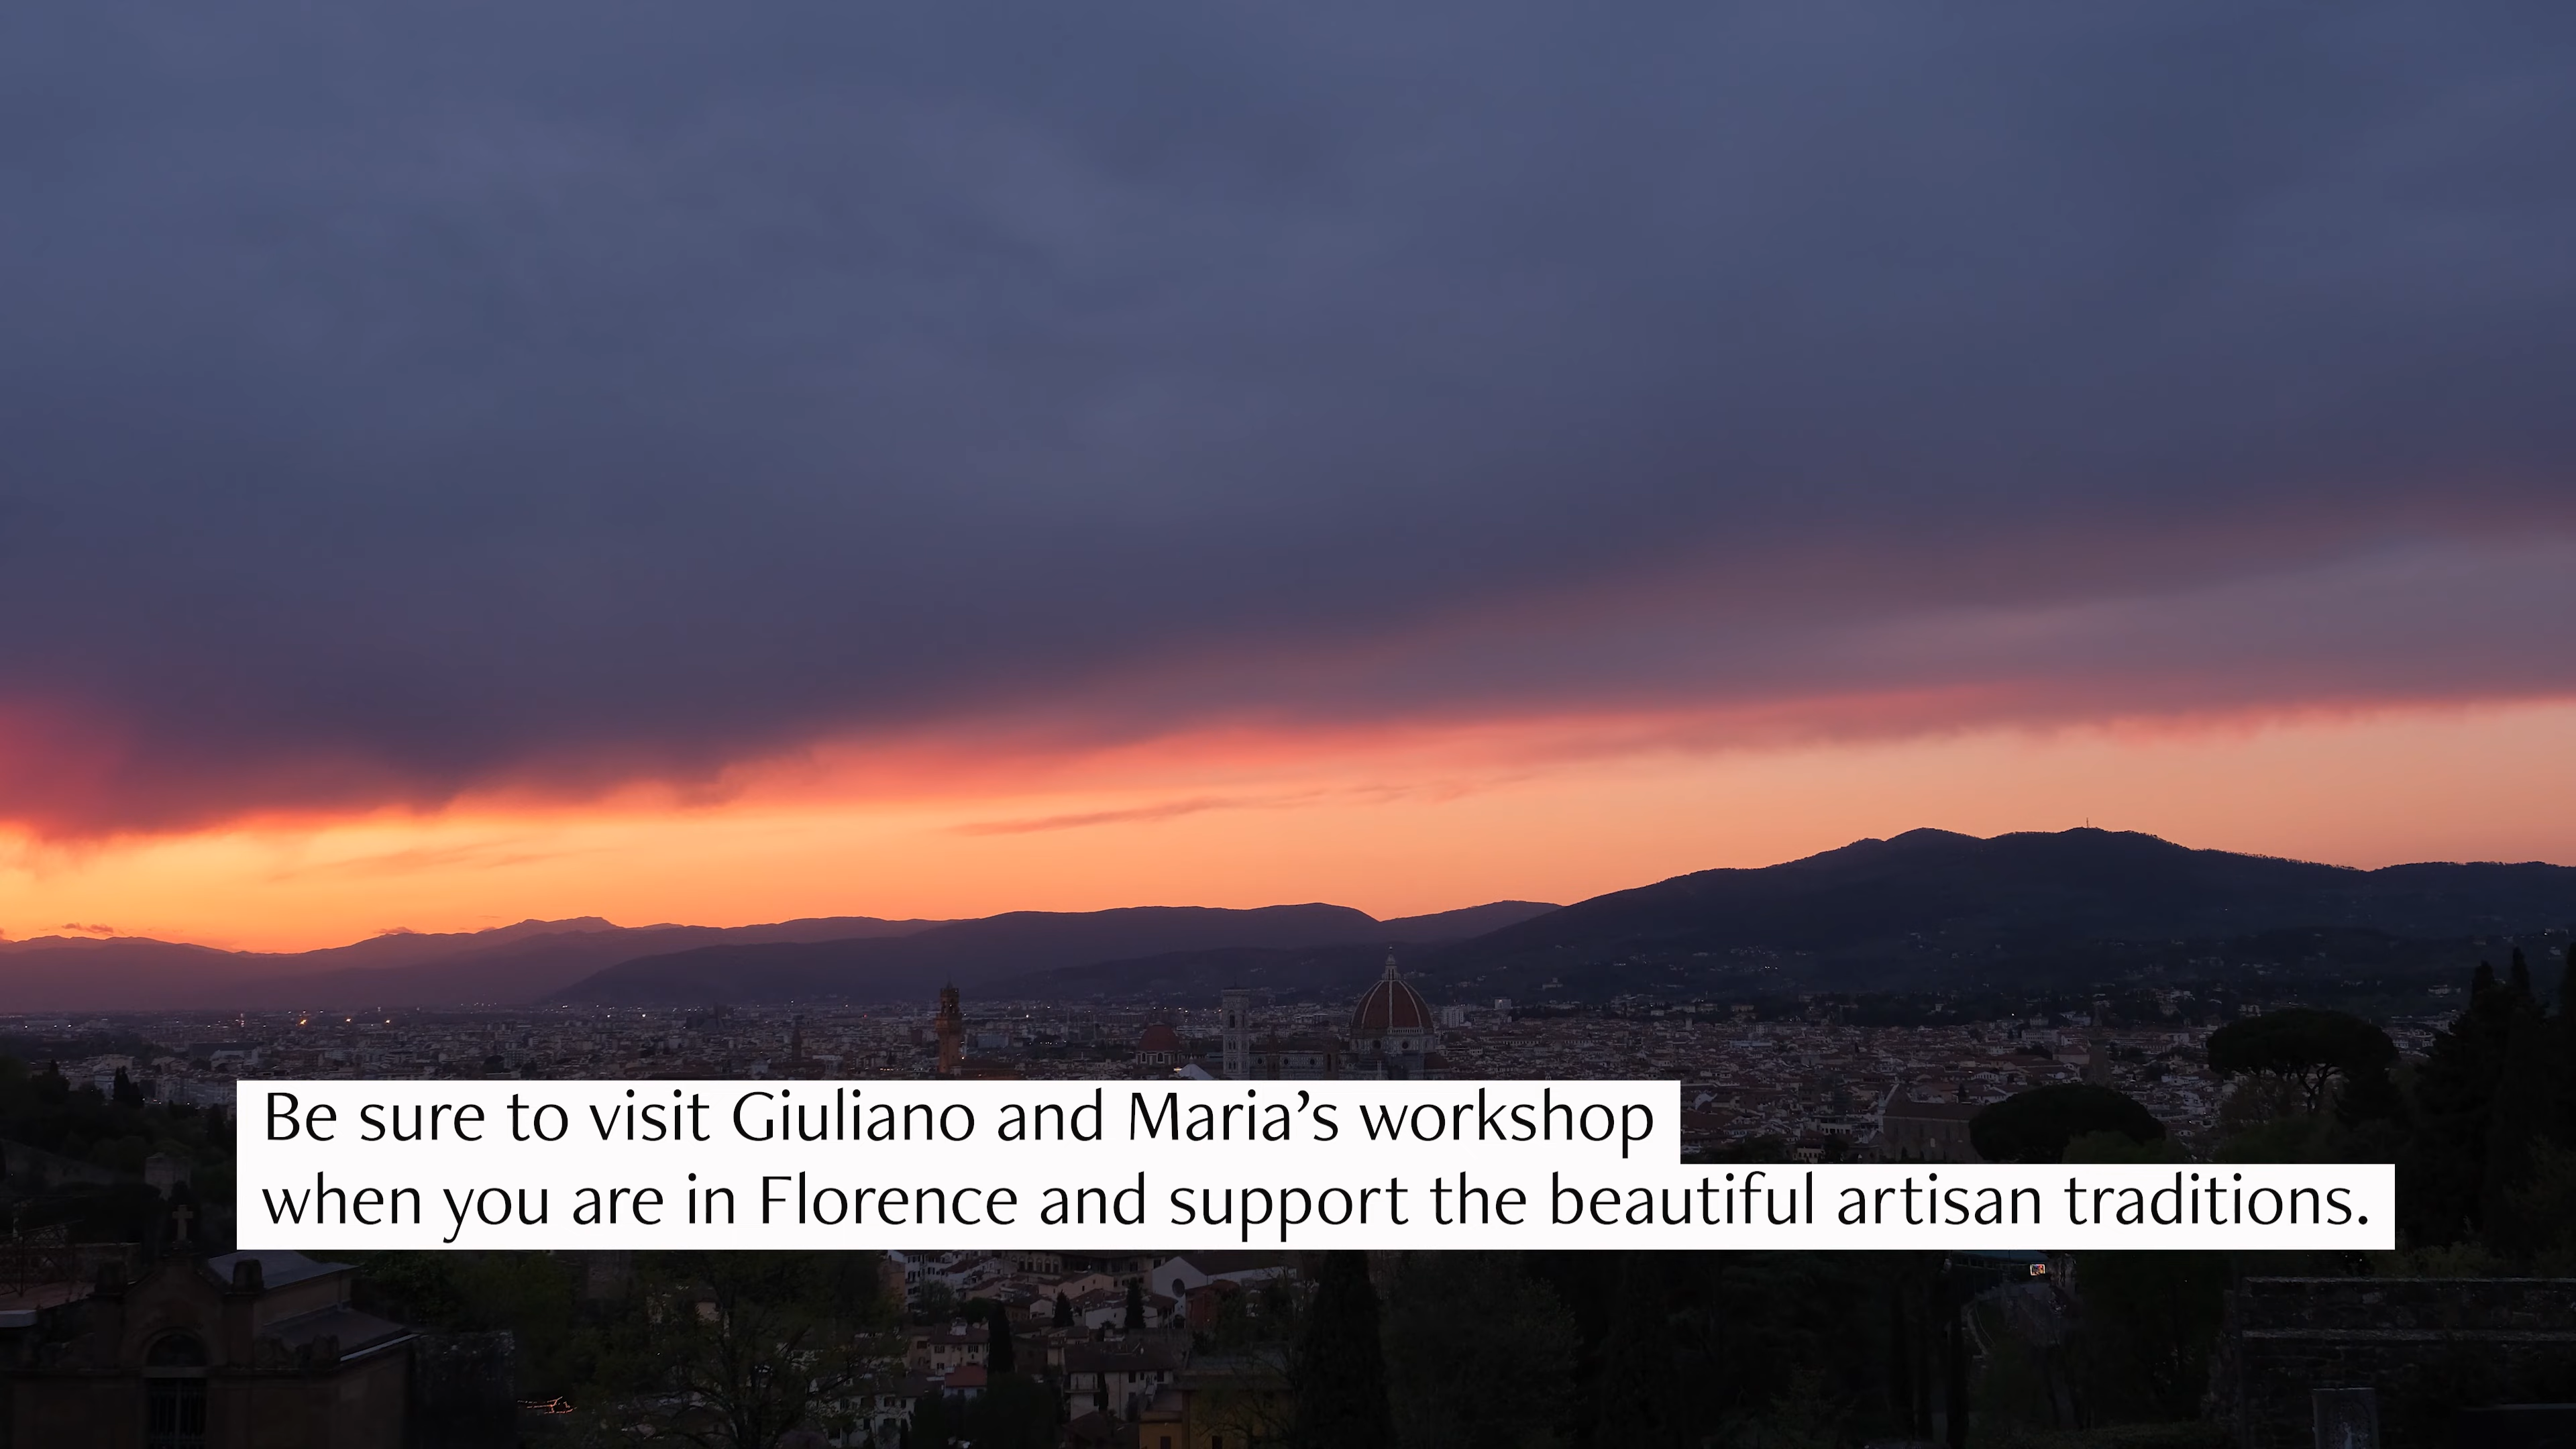 Be sure to visit Giuliano and Maria’s workshop
when you are in Florence and support the beautiful artisan traditions.